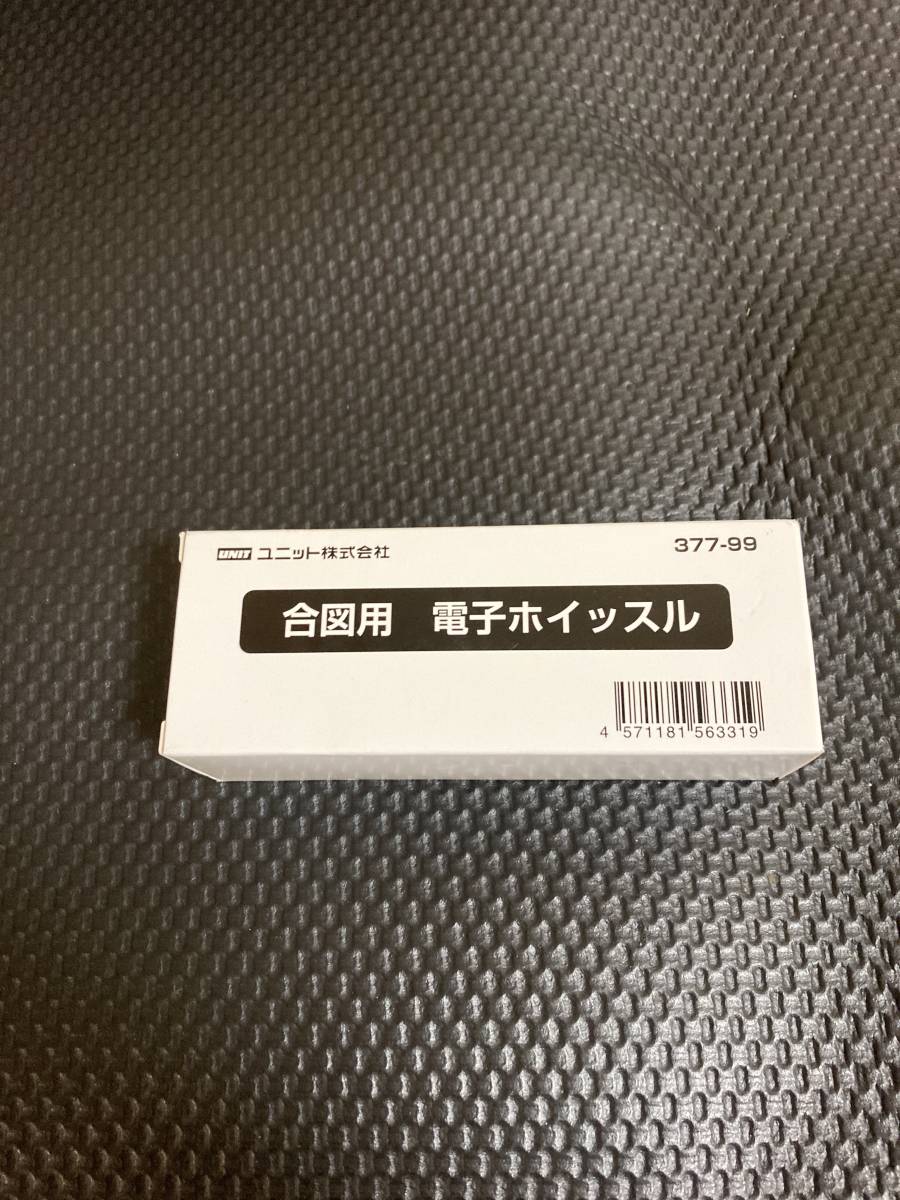 UNIT ユニット株式会社 377-99
合図用 電子ホイッスル
4 571181 563319